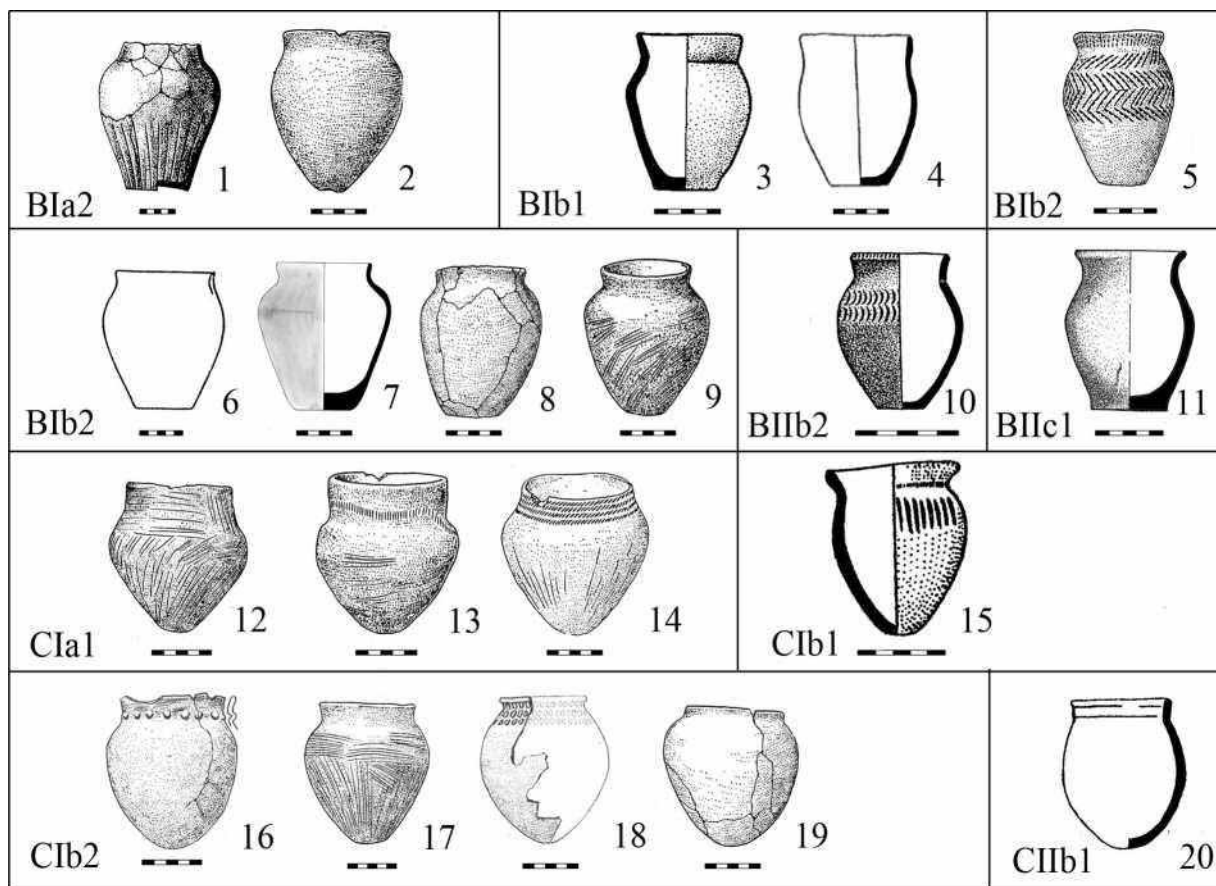 1 2 3 4 5
BIa2 BIb1 BIb2
6 7 8 9 10 11
BIb2 BIIb2 BIIc1
12 13 14 15
CIa1 CIb1
16 17 18 19 20
CIb2 CIIb1